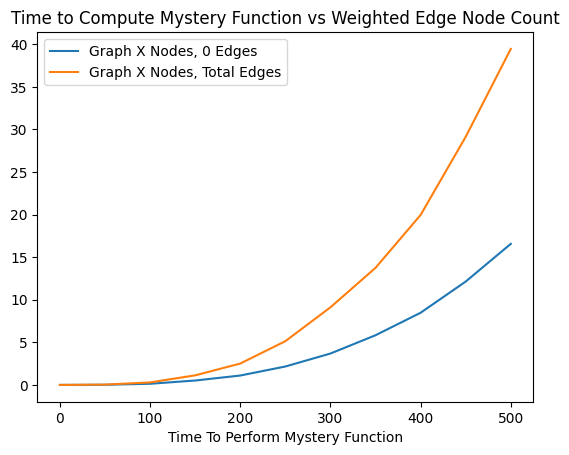 Time to Compute Mystery Function vs Weighted Edge Node Count
Graph X Nodes, 0 Edges
Graph X Nodes, Total Edges
40
35
30
25
20
15
10
5
0
0 100 200 300 400 500
Time To Perform Mystery Function